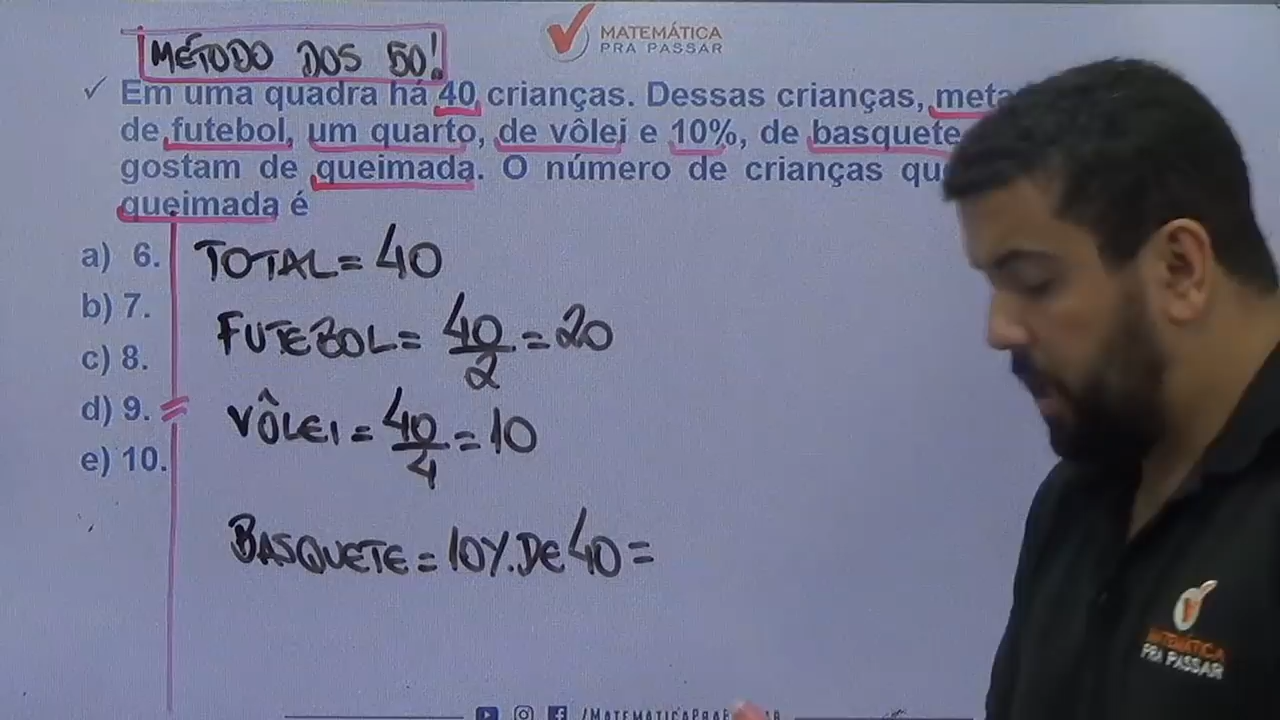 MATEMÁTICA
PRA PASSAR
MÉTODO DOS 50!
✓ Em uma quadra há 40 crianças. Dessas crianças,
de futebol, um quarto, de vôlei e 10%, de basquete
gostam de queimada. O número de crianças
queimada é
a) 6.
b) 7.
c) 8.
d) 9.
e) 10.
TOTAL = 40
FUTEBOL = 40/2 = 20
VÔLEI = 40/4 = 10
BASQUETE = 10% DE 40 =
MATEMÁTICA
PRA PASSAR